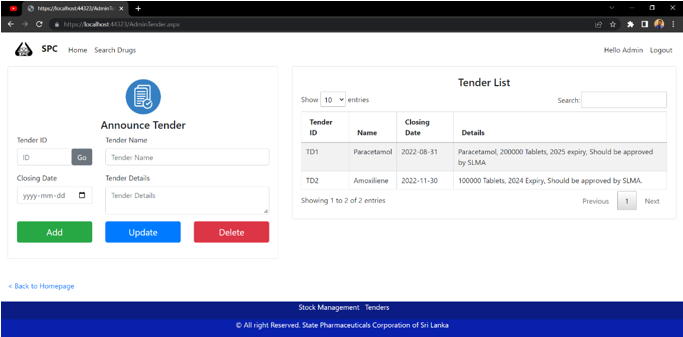 https://localhost:44323/AdminTender.aspx
https://localhost:44323/AdminTender.aspx
SPC SPC Home Search Drugs Hello Admin Logout
Announce Tender
Tender ID Tender Name
ID Go Tender Name
Closing Date Tender Details
yyyy-mm-dd Tender Details
Add Update Delete
Tender List
Show 10 entries Search:
Tender ID Name Closing Date Details
TD1 Paracetamol 2022-08-31 Paracetamol, 200000 Tablets, 2025 expiry, Should be approved
by SLMA
TD2 Amoxiliene 2022-11-30 100000 Tablets, 2024 Expiry, Should be approved by SLMA.
Showing 1 to 2 of 2 entries Previous 1 Next
< Back to Homepage
Stock Management Tenders
© All right Reserved. State Pharmaceuticals Corporation of Sri Lanka